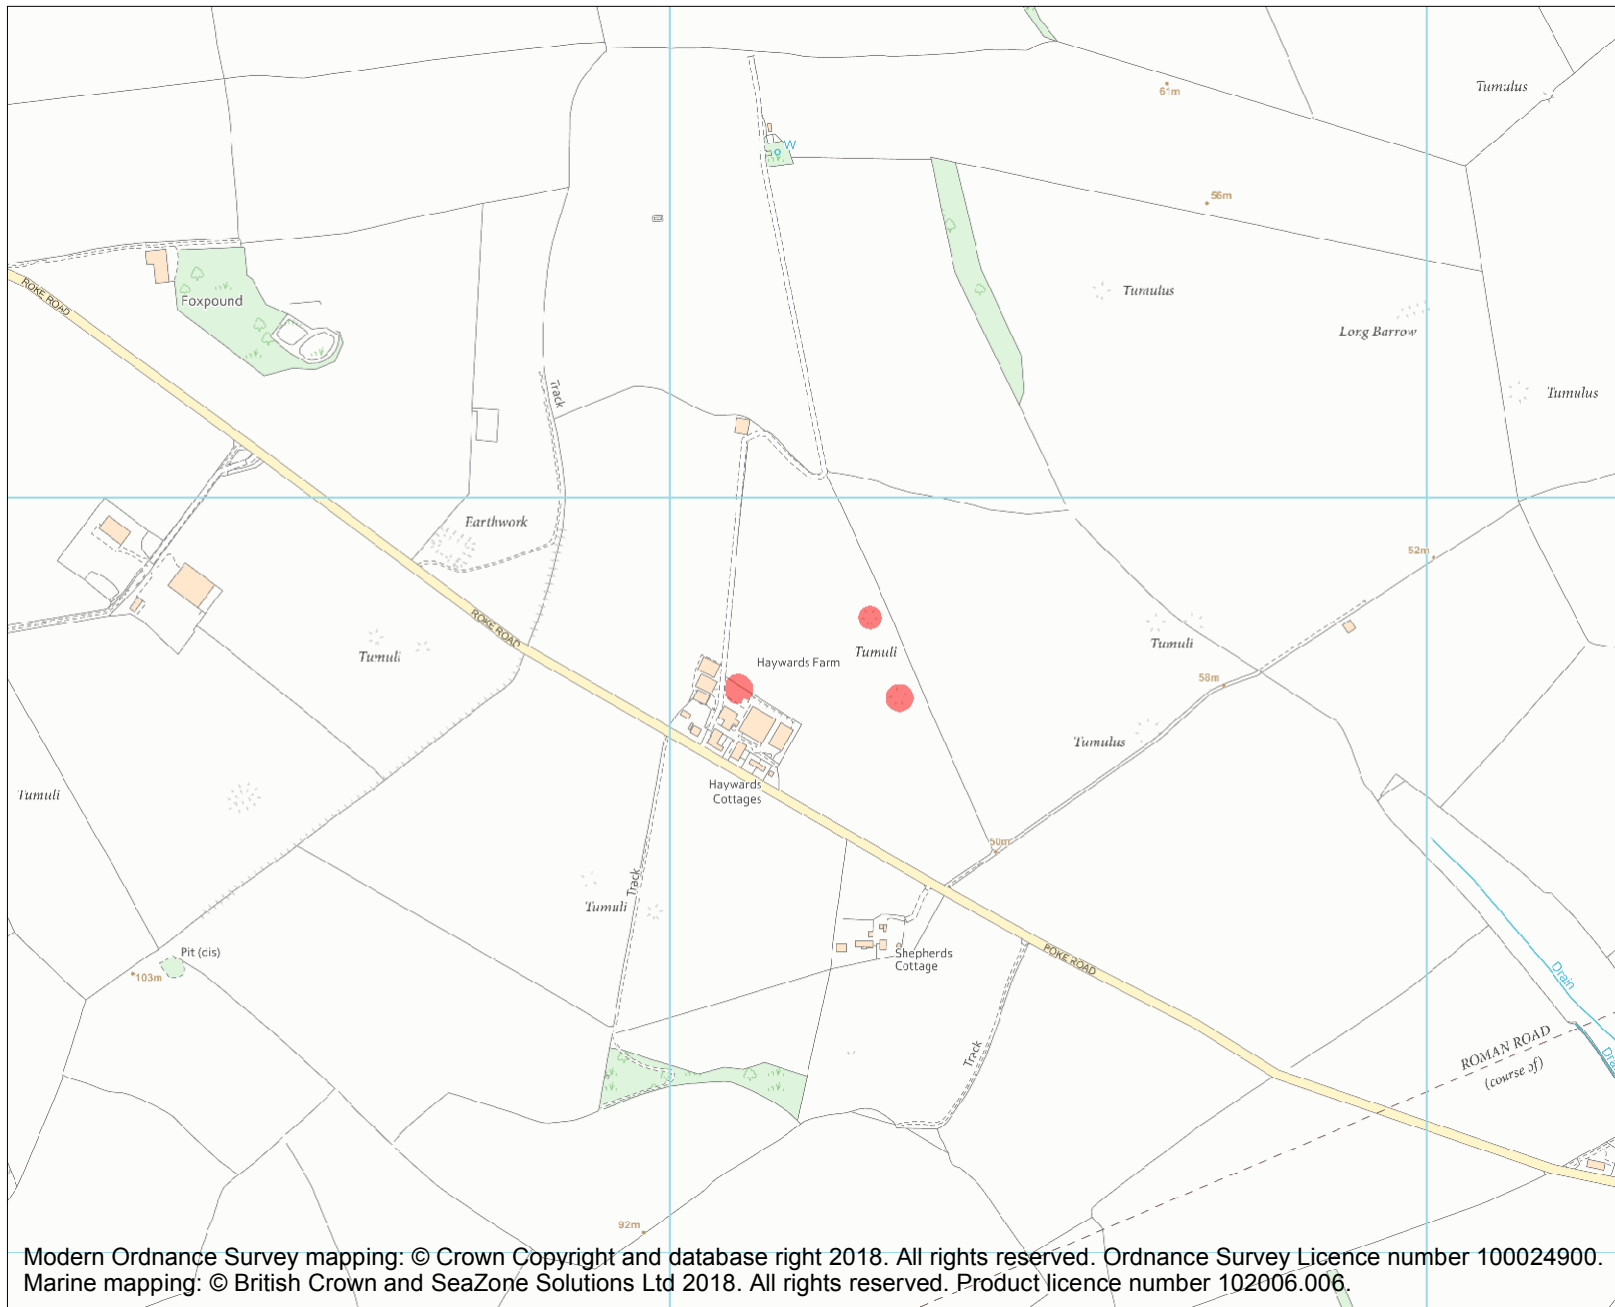 Tumulus
61m
W
56m
ROKE ROAD
Foxpound
Tumulus
Long Barrow
Tumulus
Track
Earthwork
52m
ROKE ROAD
Tumuli
Tumuli
Haywards Farm
Tumuli
58m
Tumulus
Haywards
Cottages
Tumuli
50m
Track
Tumuli
Pit (dis)
103m
Shepherds
Cottage
ROKE ROAD
Drain
Track
ROMAN ROAD
(course of)
92m
Modern Ordnance Survey mapping: © Crown Copyright and database right 2018. All rights reserved. Ordnance Survey Licence number 100024900.
Marine mapping: © British Crown and SeaZone Solutions Ltd 2018. All rights reserved. Product licence number 102006.006.